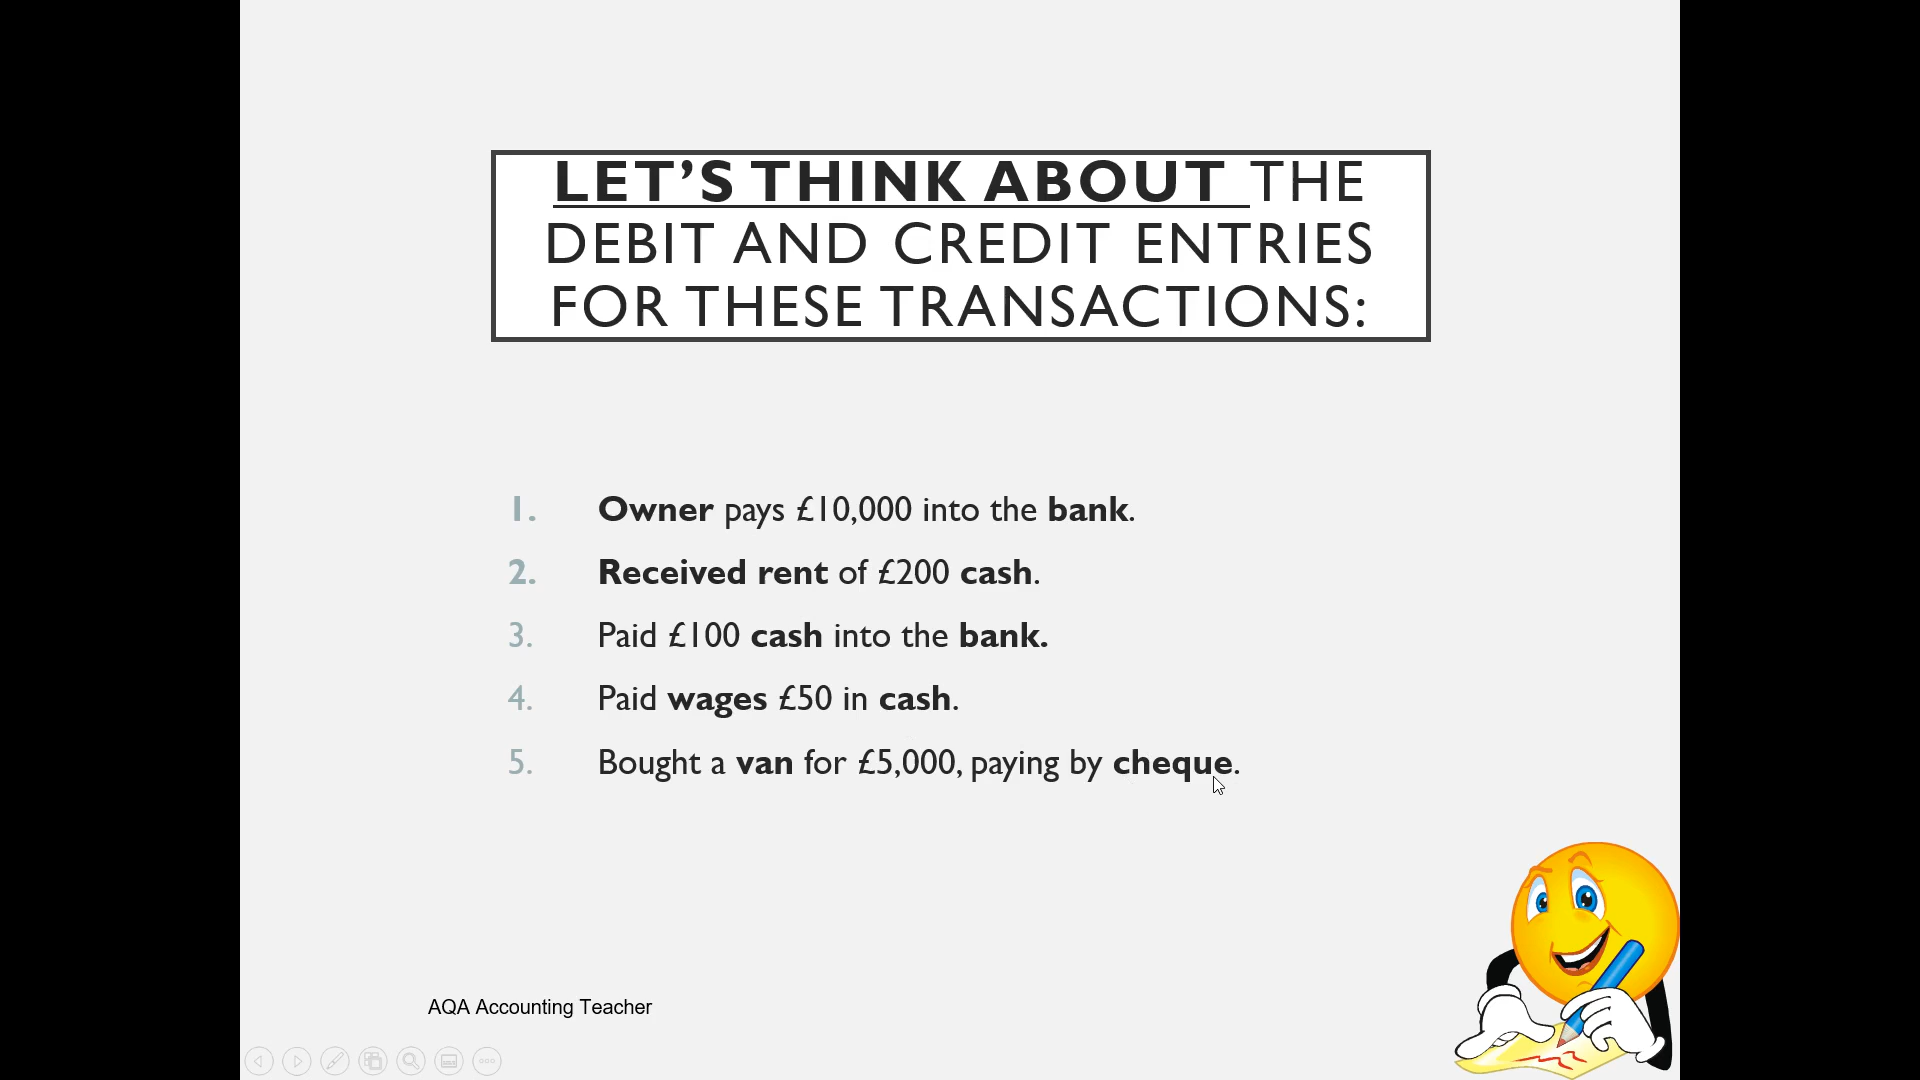 LET’S THINK ABOUT THE
DEBIT AND CREDIT ENTRIES
FOR THESE TRANSACTIONS:
1. Owner pays £10,000 into the bank.
2. Received rent of £200 cash.
3. Paid £100 cash into the bank.
4. Paid wages £50 in cash.
5. Bought a van for £5,000, paying by cheque.
AQA Accounting Teacher